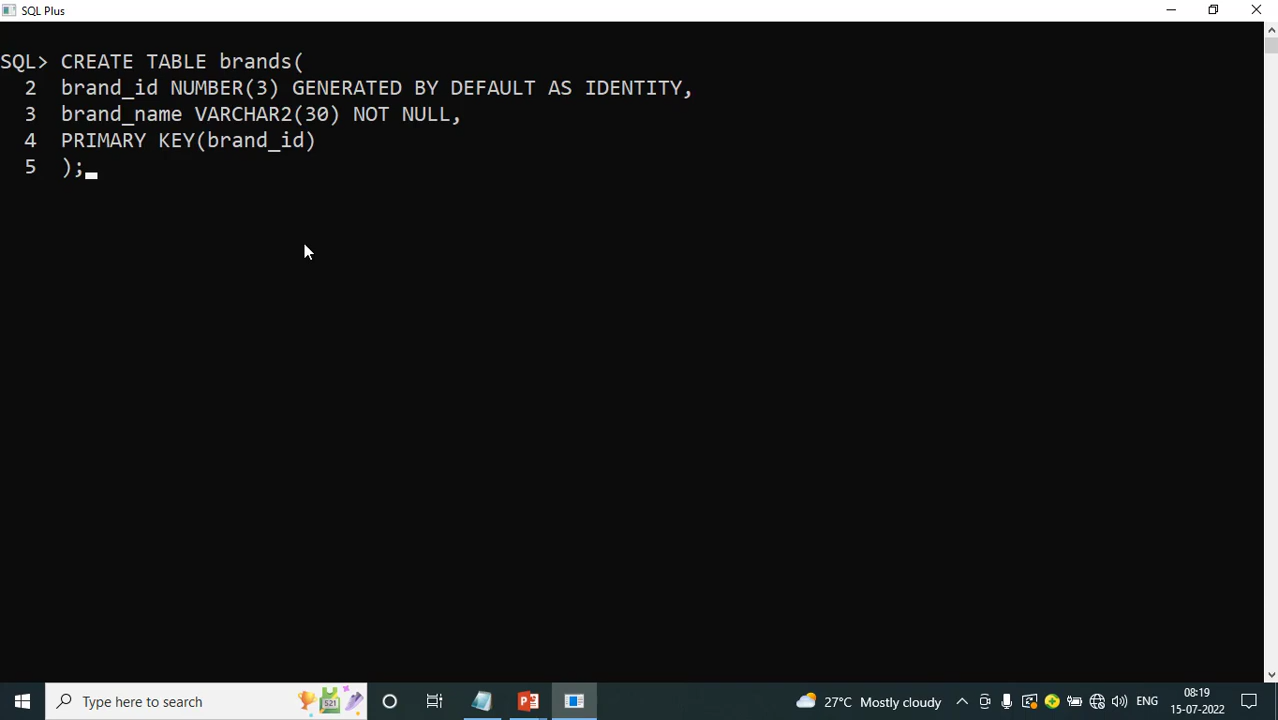 SQL Plus
SQL> CREATE TABLE brands(
2 brand_id NUMBER(3) GENERATED BY DEFAULT AS IDENTITY,
3 brand_name VARCHAR2(30) NOT NULL,
4 PRIMARY KEY(brand_id)
5 );
521
Type here to search
27°C Mostly cloudy
ENG
08:19
15-07-2022